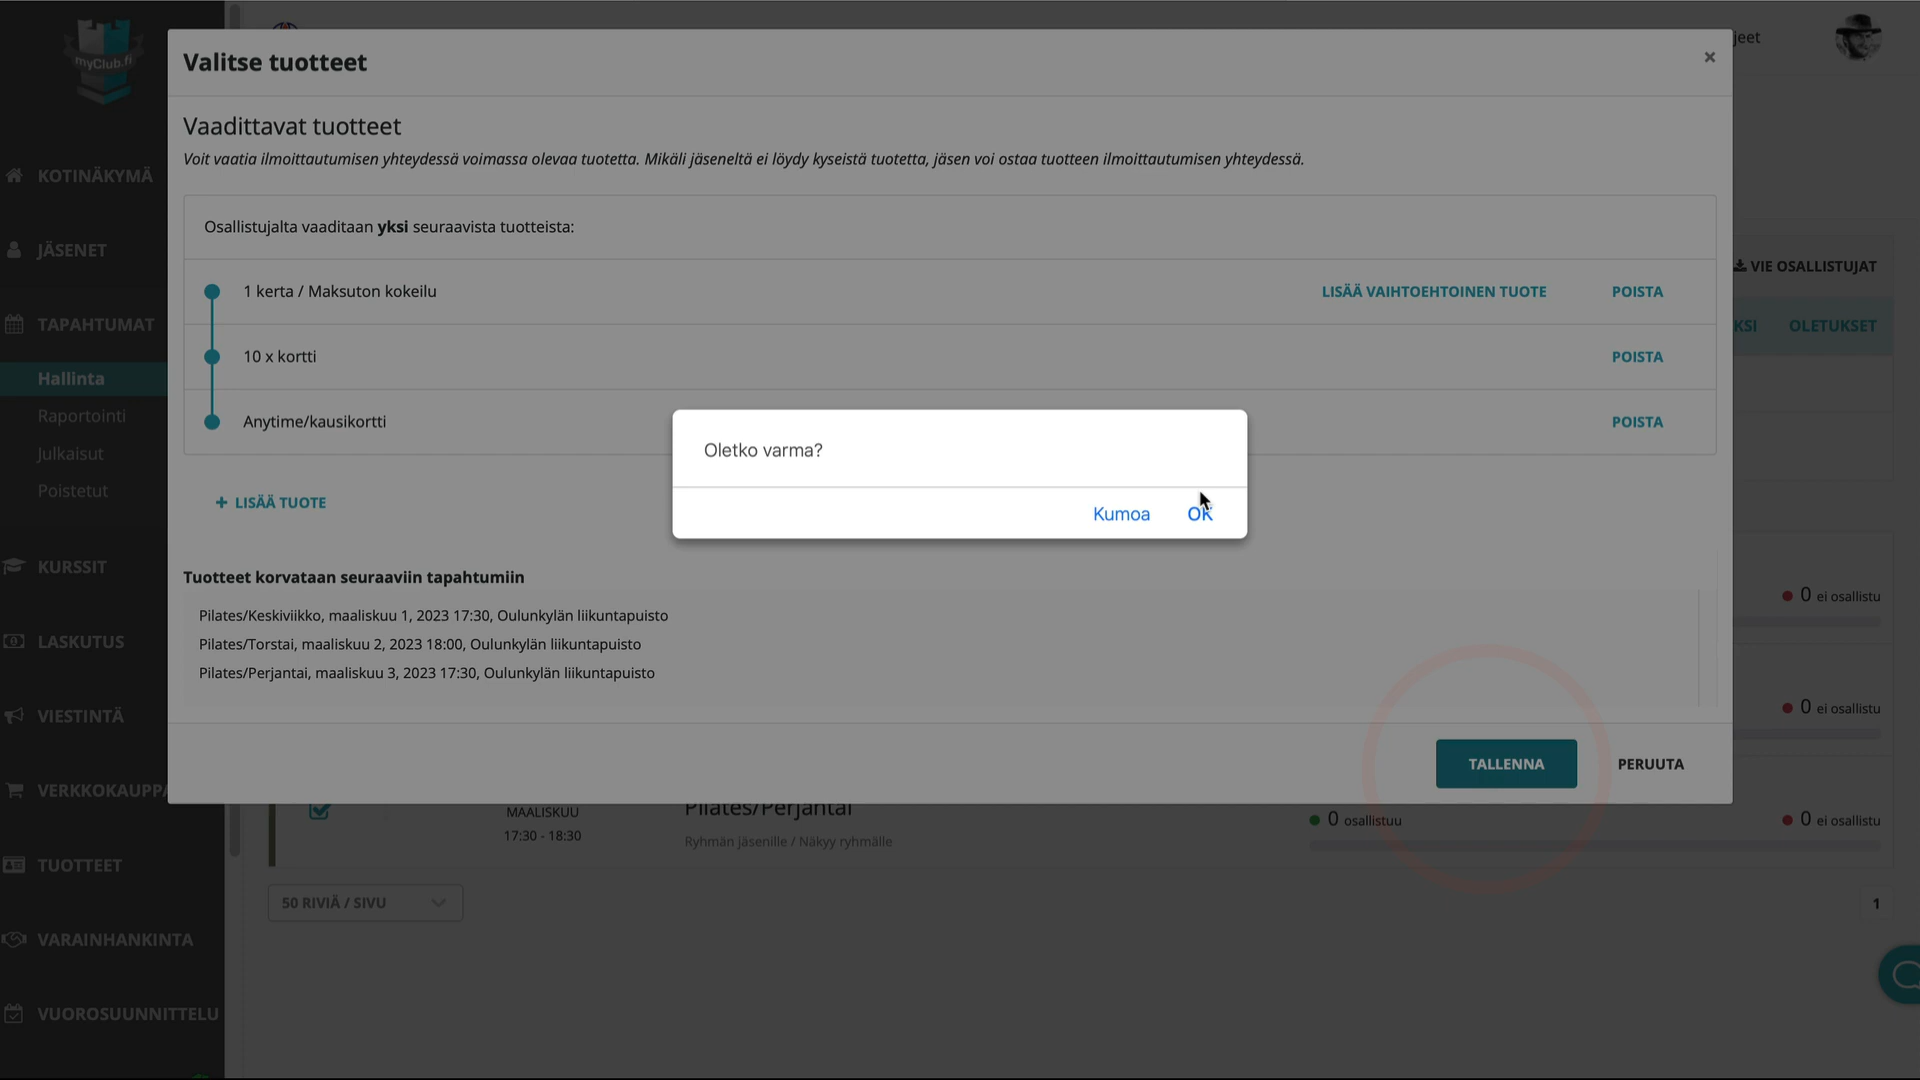 myClub.fi
jeet
Valitse tuotteet
×
Vaadittavat tuotteet
Voit vaatia ilmoittautumisen yhteydessä voimassa olevaa tuotetta. Mikäli jäseneltä ei löydy kyseistä tuotetta, jäsen voi ostaa tuotteen ilmoittautumisen yhteydessä.
Osallistujalta vaaditaan yksi seuraavista tuotteista:
1 kerta / Maksuton kokeilu
LISÄÄ VAIHTOEHTOINEN TUOTE
POISTA
10 x kortti
POISTA
Anytime/kausikortti
POISTA
+ LISÄÄ TUOTE
Oletko varma?
Kumoa
OK
Tuotteet korvataan seuraaviin tapahtumiin
Pilates/Keskiviikko, maaliskuu 1, 2023 17:30, Oulunkylän liikuntapuisto
Pilates/Torstai, maaliskuu 2, 2023 18:00, Oulunkylän liikuntapuisto
Pilates/Perjantai, maaliskuu 3, 2023 17:30, Oulunkylän liikuntapuisto
TALLENNA
PERUUTA
KOTINÄKYMÄ
JÄSENET
TAPAHTUMAT
Hallinta
Raportointi
Julkaisut
Poistetut
KURSSIT
LASKUTUS
VIESTINTÄ
VERKKOKAUPPA
TUOTTEET
VARAINHANKINTA
VUOROSUUNNITTELU
VIE OSALLISTUJAT
KSI
OLETUKSET
0 ei osallistu
0 ei osallistu
MAALISKUU
17:30 - 18:30
Pilates/Perjantai
Ryhmän jäsenille / Näkyy ryhmälle
0 osallistuu
0 ei osallistu
50 RIVIÄ / SIVU
1